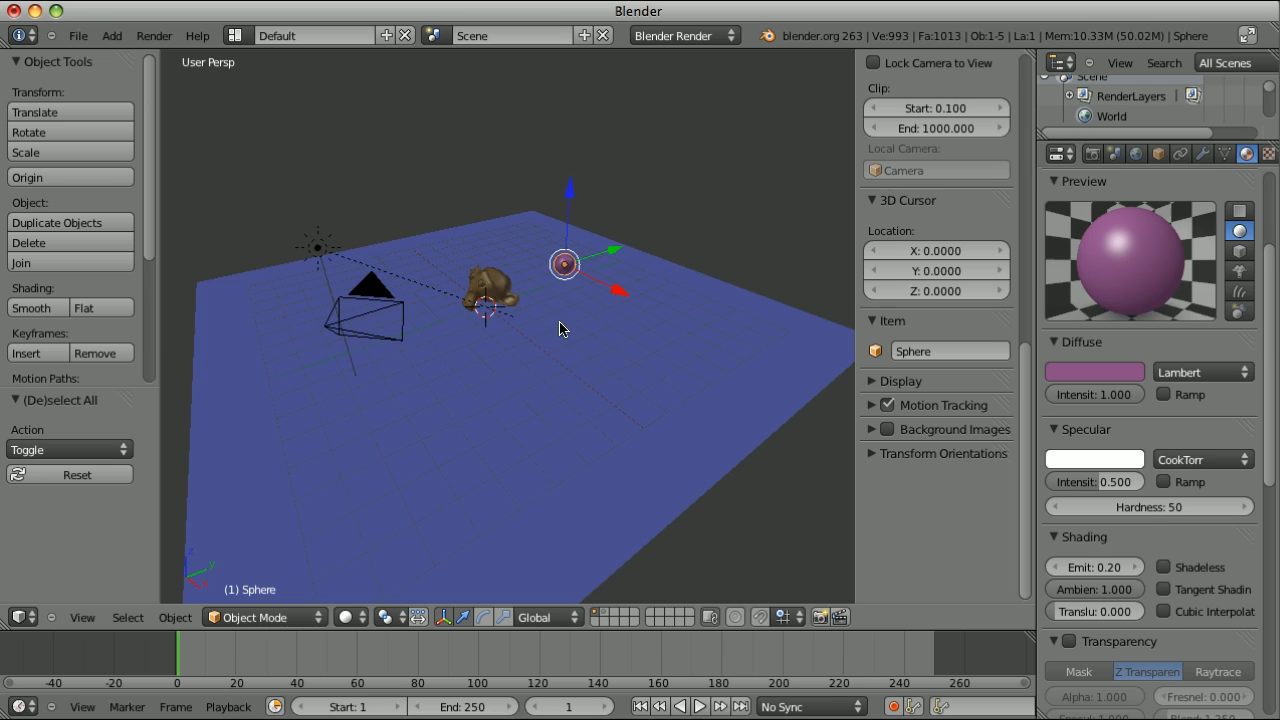 Blender
File Add Render Help Default Scene Blender Render blender.org 263 | Ve:993 | Fa:1013 | Ob:1-5 | La:1 | Mem:10.33M (50.02M) | Sphere
Object Tools
Transform:
Translate
Rotate
Scale
Origin
Object:
Duplicate Objects
Delete
Join
Shading:
Smooth Flat
Keyframes:
Insert Remove
Motion Paths:
(De)select All
Action
Toggle
Reset
User Persp
z
y
x
(1) Sphere
Lock Camera to View
Clip:
Start: 0.100
End: 1000.000
Local Camera:
Camera
3D Cursor
Location:
X: 0.0000
Y: 0.0000
Z: 0.0000
Item
Sphere
Display
Motion Tracking
Background Images
Transform Orientations
View Search All Scenes
Scene
RenderLayers |
World
Preview
Diffuse
Lambert
Intensit: 1.000 Ramp
Specular
CookTorr
Intensit: 0.500 Ramp
Hardness: 50
Shading
Emit: 0.20 Shadeless
Ambien: 1.000 Tangent Shadin
Translu: 0.000 Cubic Interpolat
Transparency
Mask Z Transparen Raytrace
Alpha: 1.000 Fresnel: 0.000
View Select Object Object Mode Global
-40 -20 0 20 40 60 80 100 120 140 160 180 200 220 240 260
View Marker Frame Playback Start: 1 End: 250 1 No Sync